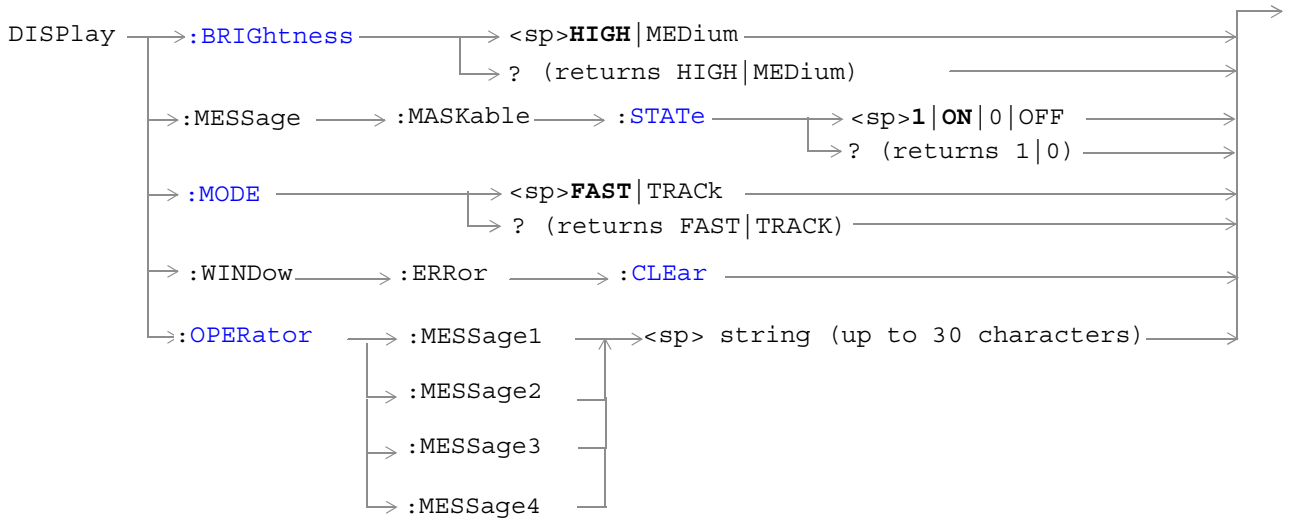 DISPlay :BRIGhtness <sp>HIGH|MEDium
? (returns HIGH|MEDium)
:MESSage :MASKable :STATe <sp>1|ON|0|OFF
? (returns 1|0)
:MODE <sp>FAST|TRACk
? (returns FAST|TRACK)
:WINDow :ERRor :CLEar
:OPERator :MESSage1 <sp> string (up to 30 characters)
:MESSage2
:MESSage3
:MESSage4